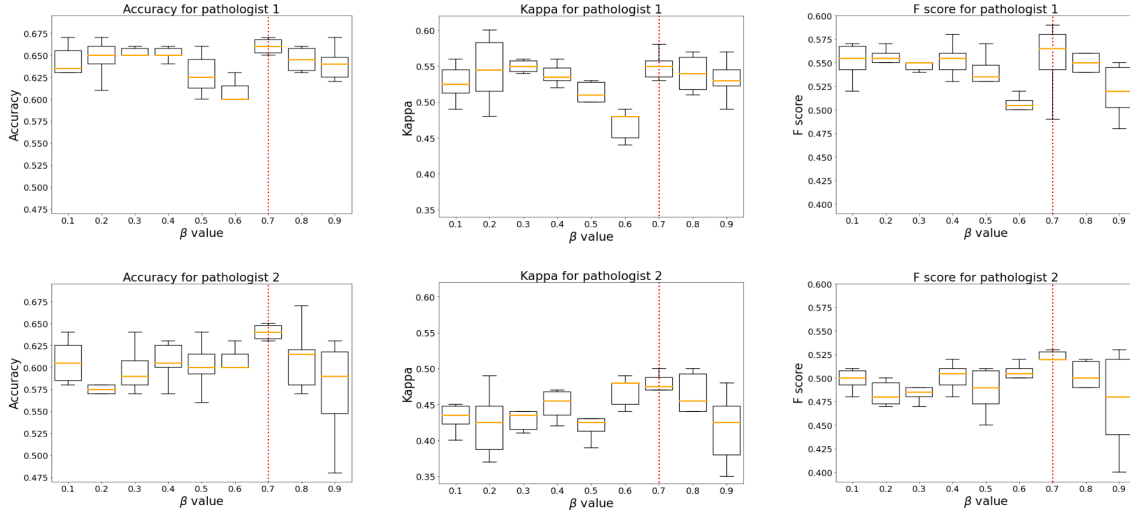 Accuracy for pathologist 1
0.675
0.650
0.625
0.600
0.575
0.550
0.525
0.500
0.475
Accuracy
0.1 0.2 0.3 0.4 0.5 0.6 0.7 0.8 0.9
β value
Kappa for pathologist 1
0.60
0.55
0.50
0.45
0.40
0.35
Kappa
0.1 0.2 0.3 0.4 0.5 0.6 0.7 0.8 0.9
β value
F score for pathologist 1
0.600
0.575
0.550
0.525
0.500
0.475
0.450
0.425
0.400
F score
0.1 0.2 0.3 0.4 0.5 0.6 0.7 0.8 0.9
β value
Accuracy for pathologist 2
0.675
0.650
0.625
0.600
0.575
0.550
0.525
0.500
0.475
Accuracy
0.1 0.2 0.3 0.4 0.5 0.6 0.7 0.8 0.9
β value
Kappa for pathologist 2
0.60
0.55
0.50
0.45
0.40
0.35
Kappa
0.1 0.2 0.3 0.4 0.5 0.6 0.7 0.8 0.9
β value
F score for pathologist 2
0.600
0.575
0.550
0.525
0.500
0.475
0.450
0.425
0.400
F score
0.1 0.2 0.3 0.4 0.5 0.6 0.7 0.8 0.9
β value